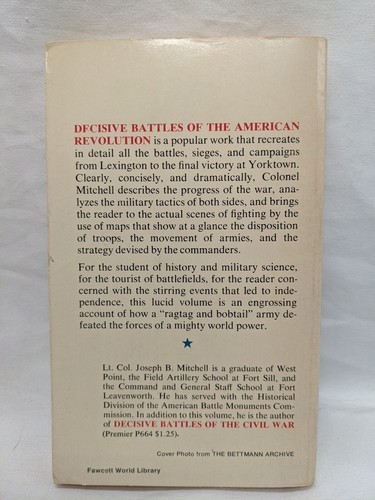 DECISIVE BATTLES OF THE AMERICAN
REVOLUTION is a popular work that recreates
in detail all the battles, sieges, and campaigns
from Lexington to the final victory at Yorktown.
Clearly, concisely, and dramatically, Colonel
Mitchell describes the progress of the war, ana-
lyzes the military tactics of both sides, and brings
the reader to the actual scenes of fighting by the
use of maps that show at a glance the disposition
of troops, the movement of armies, and the
strategy devised by the commanders.
For the student of history and military science,
for the tourist of battlefields, for the reader con-
cerned with the stirring events that led to inde-
pendence, this lucid volume is an engrossing
account of how a “ragtag and bobtail” army de-
feated the forces of a mighty world power.
Lt. Col. Joseph B. Mitchell is a graduate of West
Point, the Field Artillery School at Fort Sill, and
the Command and General Staff School at Fort
Leavenworth. He has served with the Historical
Division of the American Battle Monuments Com-
mission. In addition to this volume, he is the author
of DECISIVE BATTLES OF THE CIVIL WAR
(Premier P664 $1.25).
Cover Photo from THE BETTMANN ARCHIVE
Fawcett World Library